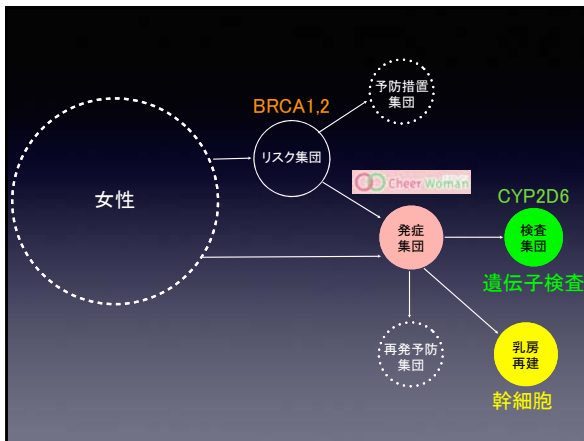 予防措置
集団
BRCA1,2
リスク集団
Cheer Woman
女性
CYP2D6
発症
集団
検査
集団
遺伝子検査
再発予防
集団
乳房
再建
幹細胞